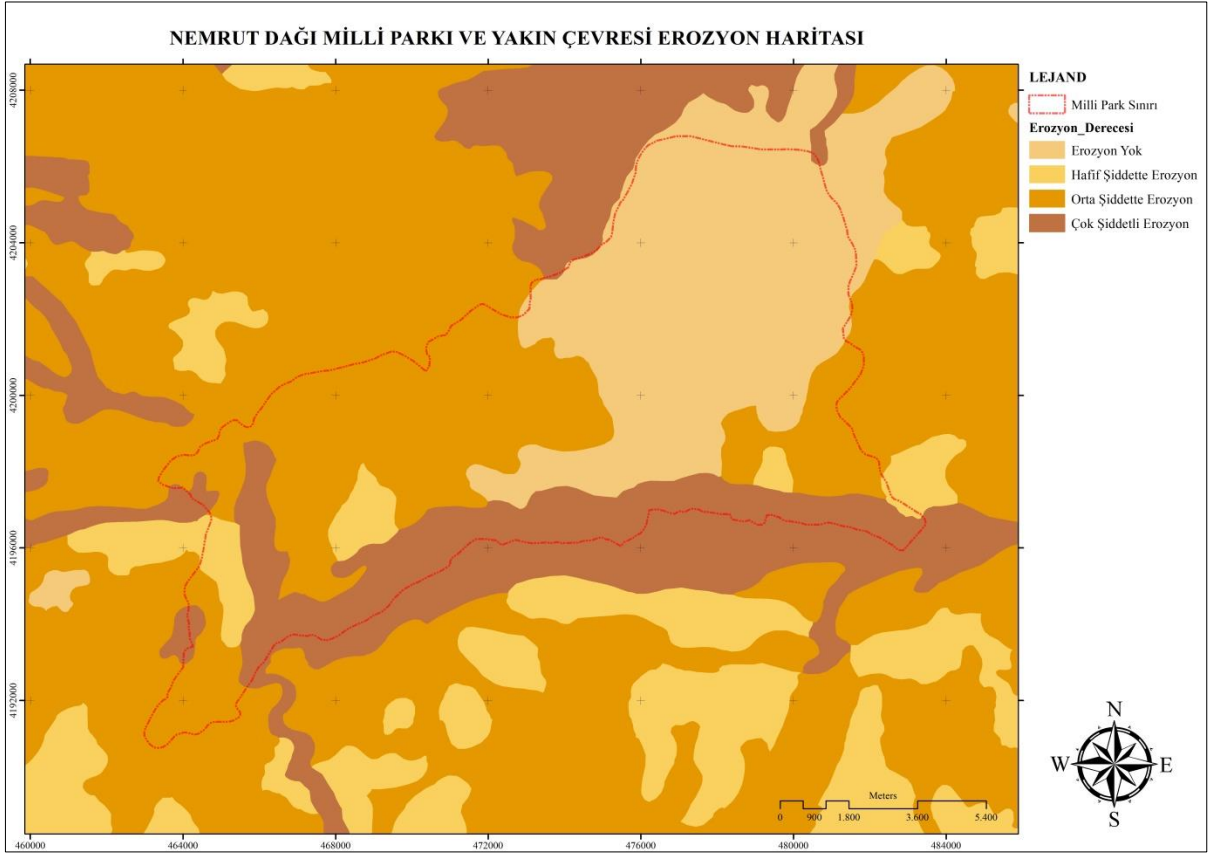 NEMRUT DAĞI MİLLİ PARKI VE YAKIN ÇEVRESİ EROZYON HARİTASI
LEJAND
Milli Park Sınırı
Erozyon_Derecesi
Erozyon Yok
Hafif Şiddette Erozyon
Orta Şiddette Erozyon
Çok Şiddetli Erozyon
4208000
4204000
4200000
4196000
4192000
N
W E
S
Meters
0 900 1.800 3.600 5.400
460000 464000 468000 472000 476000 480000 484000